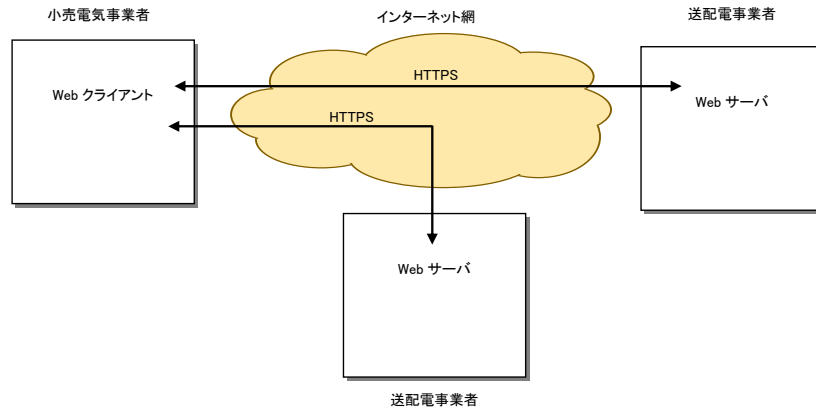 小売電気事業者
インターネット網
送配電事業者
HTTPS
Web クライアント
Web サーバ
HTTPS
Web サーバ
送配電事業者